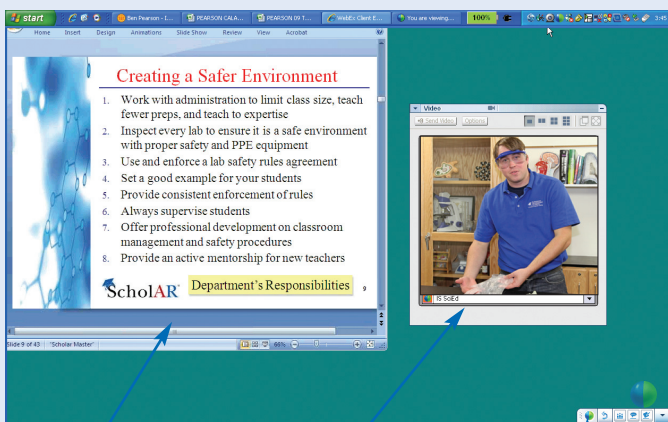 start
Ben Pearson - 1...
PEARSON CALA...
PEARSON 09 T...
WebEx Client E...
You are viewing...
100%
3:45
Home Insert Design Animations Slide Show Review View Acrobat
Creating a Safer Environment
1. Work with administration to limit class size, teach
fewer preps, and teach to expertise
2. Inspect every lab to ensure it is a safe environment
with proper safety and PPE equipment
3. Use and enforce a lab safety rules agreement
4. Set a good example for your students
5. Provide consistent enforcement of rules
6. Always supervise students
7. Offer professional development on classroom
management and safety procedures
8. Provide an active mentorship for new teachers
ScholAR
Department's Responsibilities
9
Slide 9 of 43 "Scholar Master" 66%
Video
Send Video Options
IS SciEd